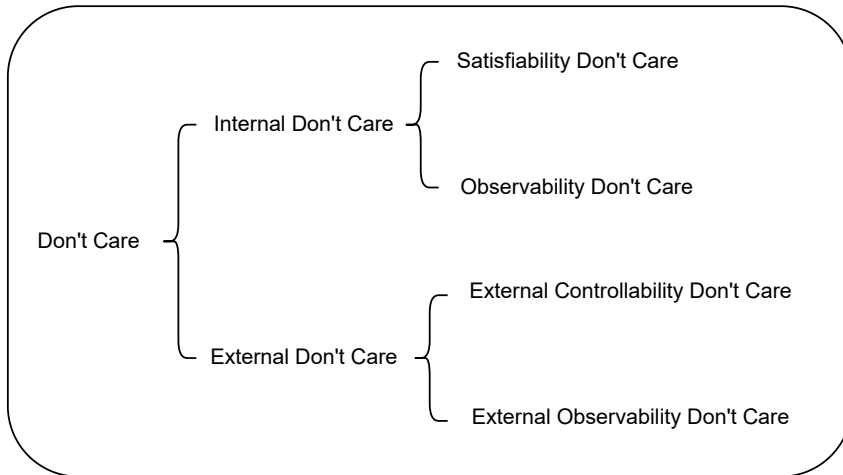 Satisfiability Don't Care
Internal Don't Care
Observability Don't Care
Don't Care
External Controllability Don't Care
External Don't Care
External Observability Don't Care